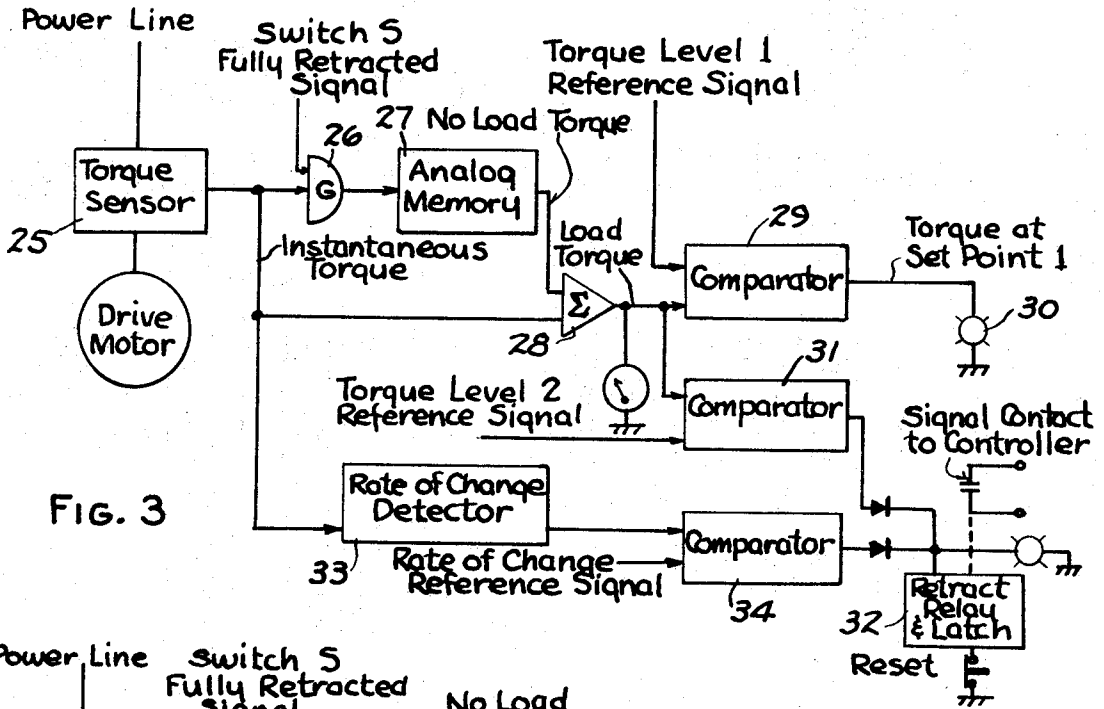 Power Line
Switch S
Fully Retracted
Signal
Torque Level 1
Reference Signal
26
27
No Load Torque
Torque
Sensor
25
G
Analog
Memory
Instantaneous
Torque
Load
Torque
29
Comparator
Torque at
Set Point 1
30
Drive
Motor
Σ
28
31
Comparator
Torque Level 2
Reference Signal
Signal Contact
to Controller
FIG. 3
Rate of Change
Detector
33
Rate of Change
Reference Signal
Comparator
34
32
Retract
Relay
& Latch
Reset
Power Line
Switch S
Fully Retracted
Signal
No Load